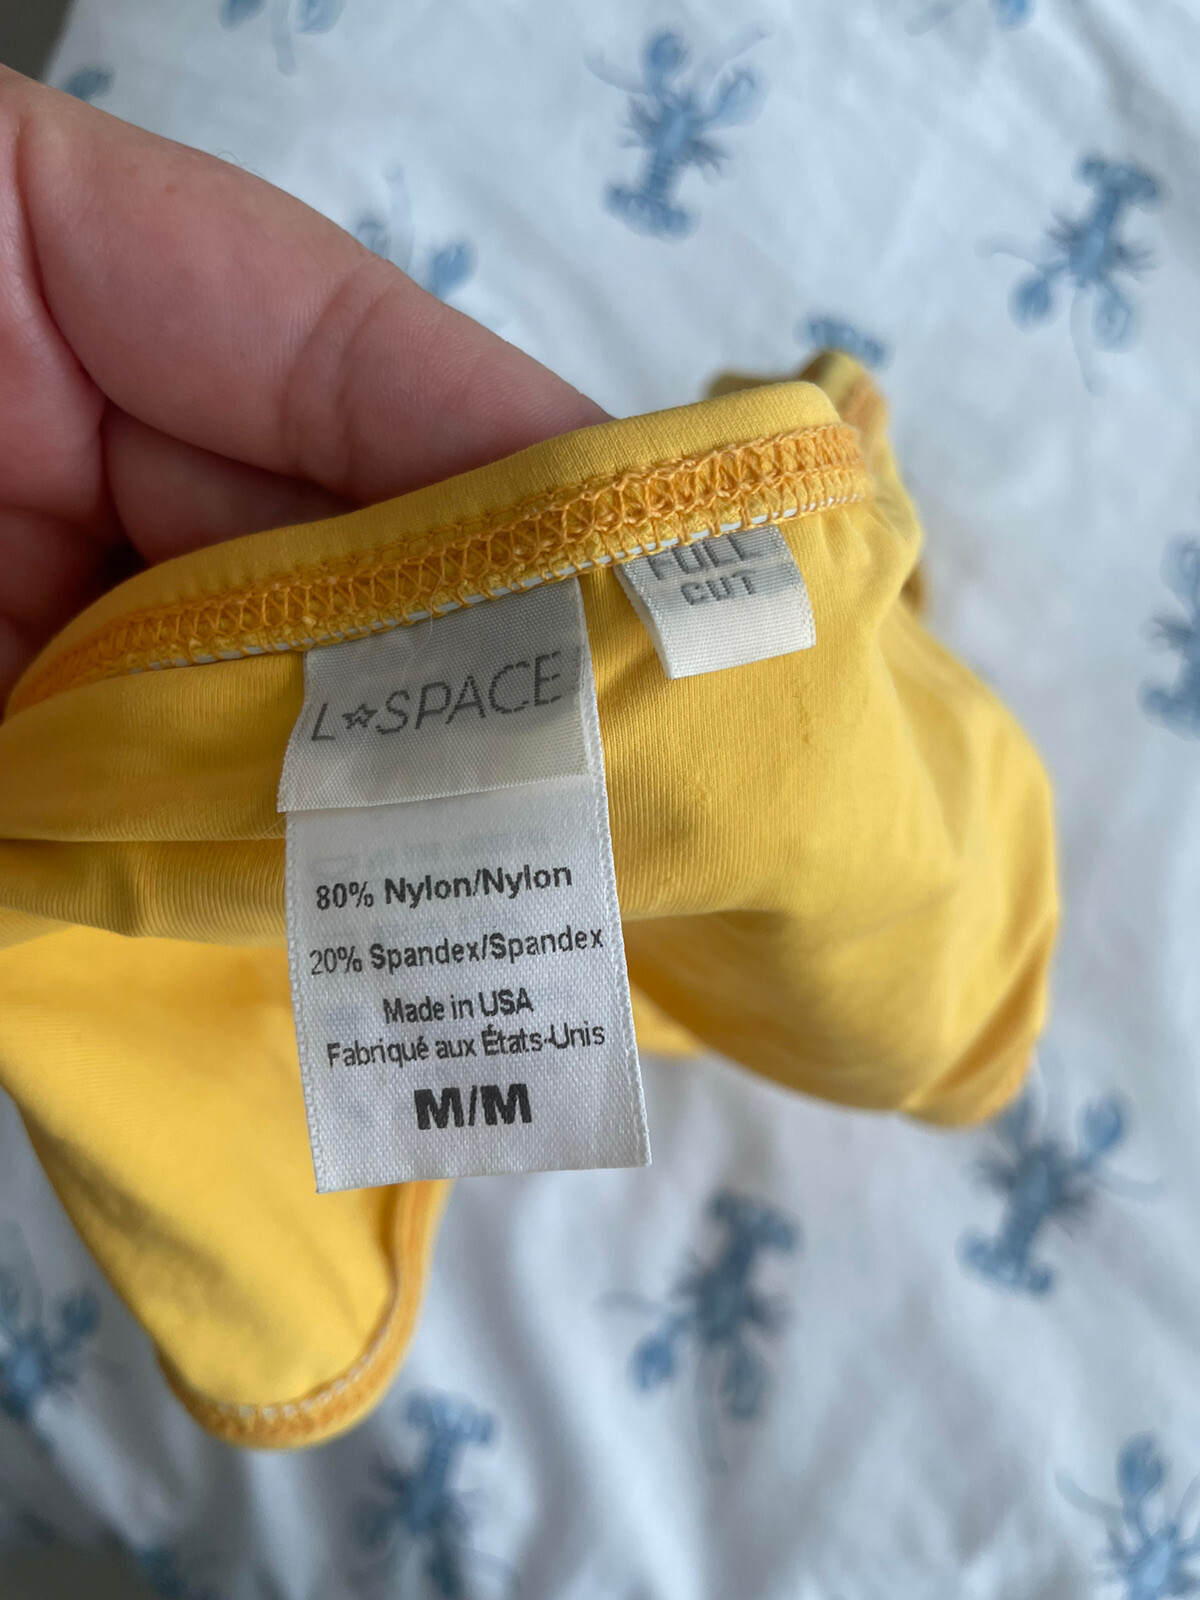 FULL
CUT
L☆SPACE
80% Nylon/Nylon
20% Spandex/Spandex
Made in USA
Fabriqué aux États-Unis
M/M